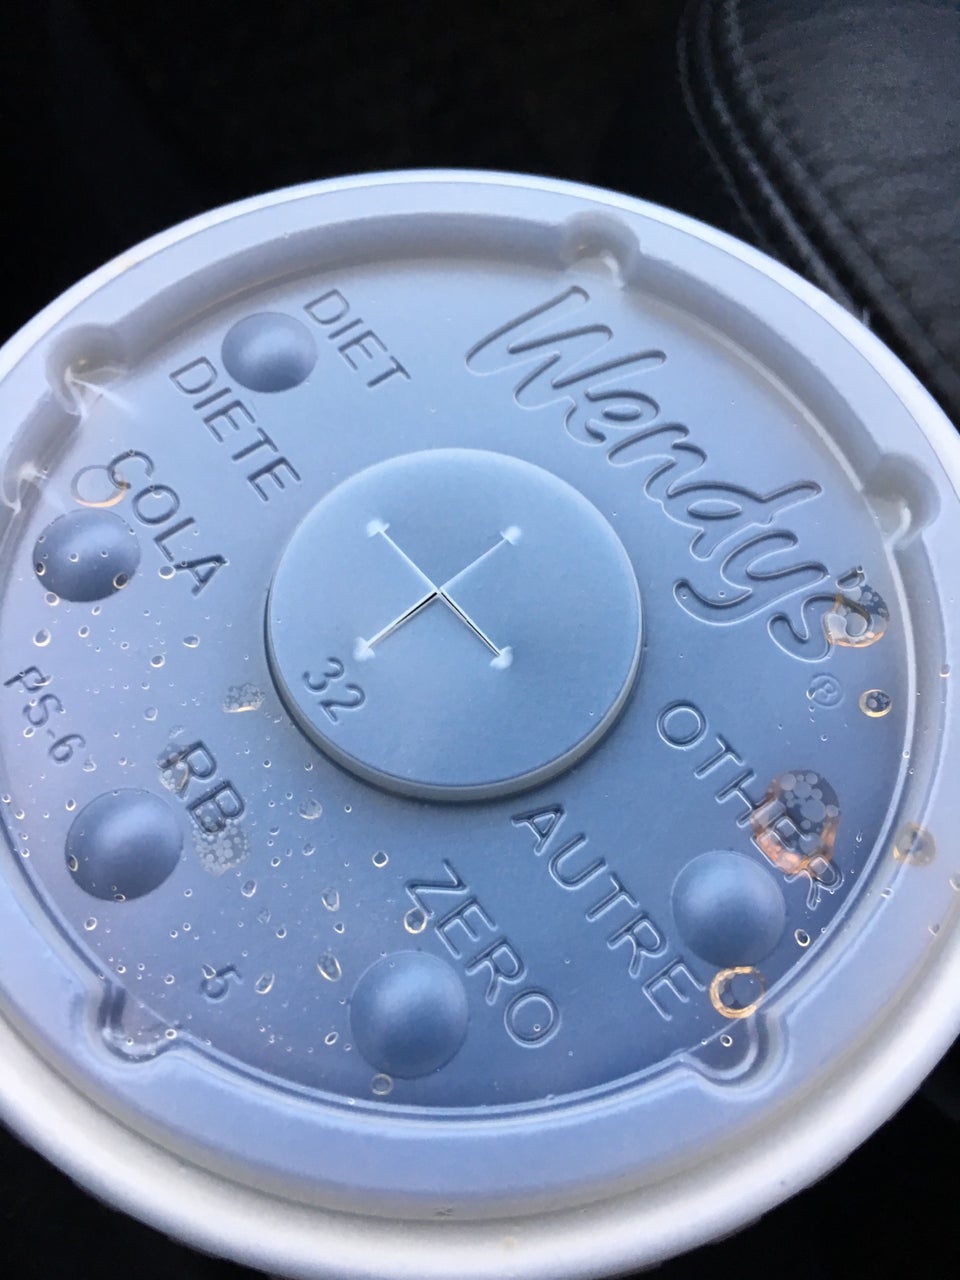 Wendy's®
DIET
DIETE
COLA
32
PS-6
RB
5
ZERO
AUTRE
OTHER